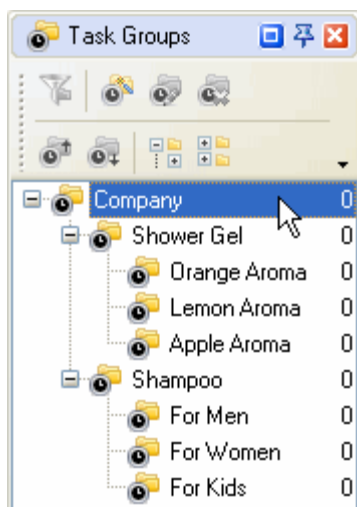 Task Groups
Company 0
Shower Gel 0
Orange Aroma 0
Lemon Aroma 0
Apple Aroma 0
Shampoo 0
For Men 0
For Women 0
For Kids 0